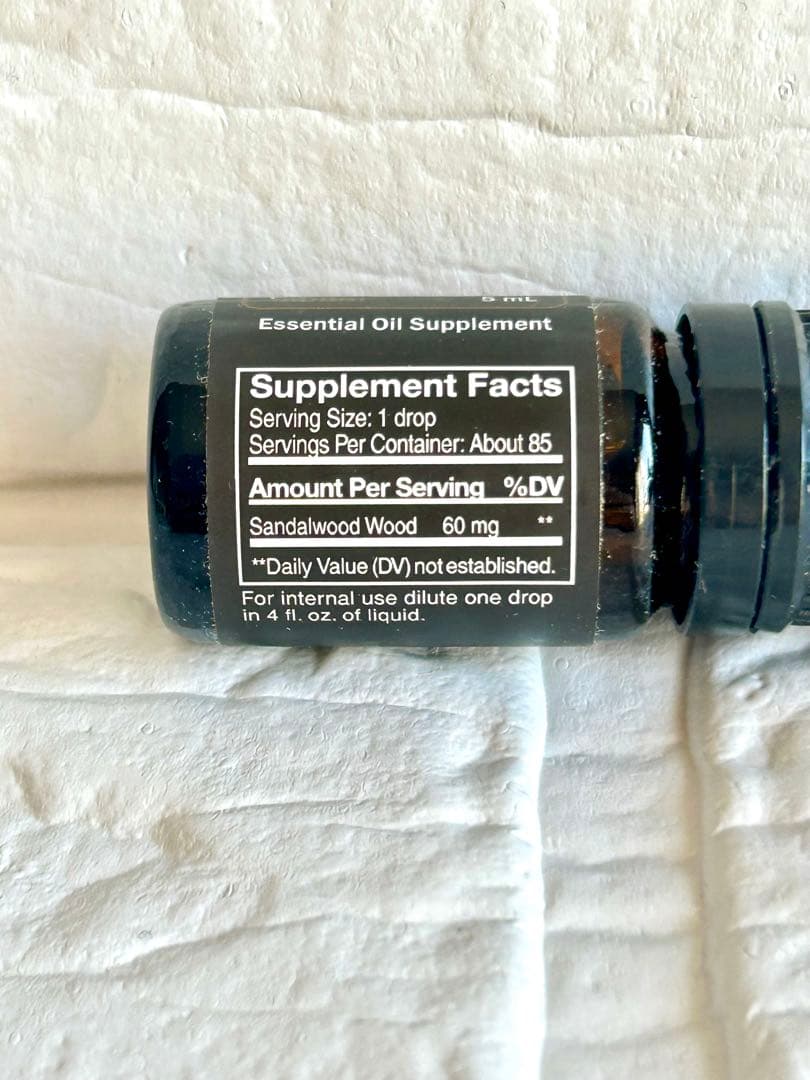 5 mL
Essential Oil Supplement
Supplement Facts
Serving Size: 1 drop
Servings Per Container: About 85
Amount Per Serving %DV
Sandalwood Wood 60 mg **
**Daily Value (DV) not established.
For internal use dilute one drop
in 4 fl. oz. of liquid.